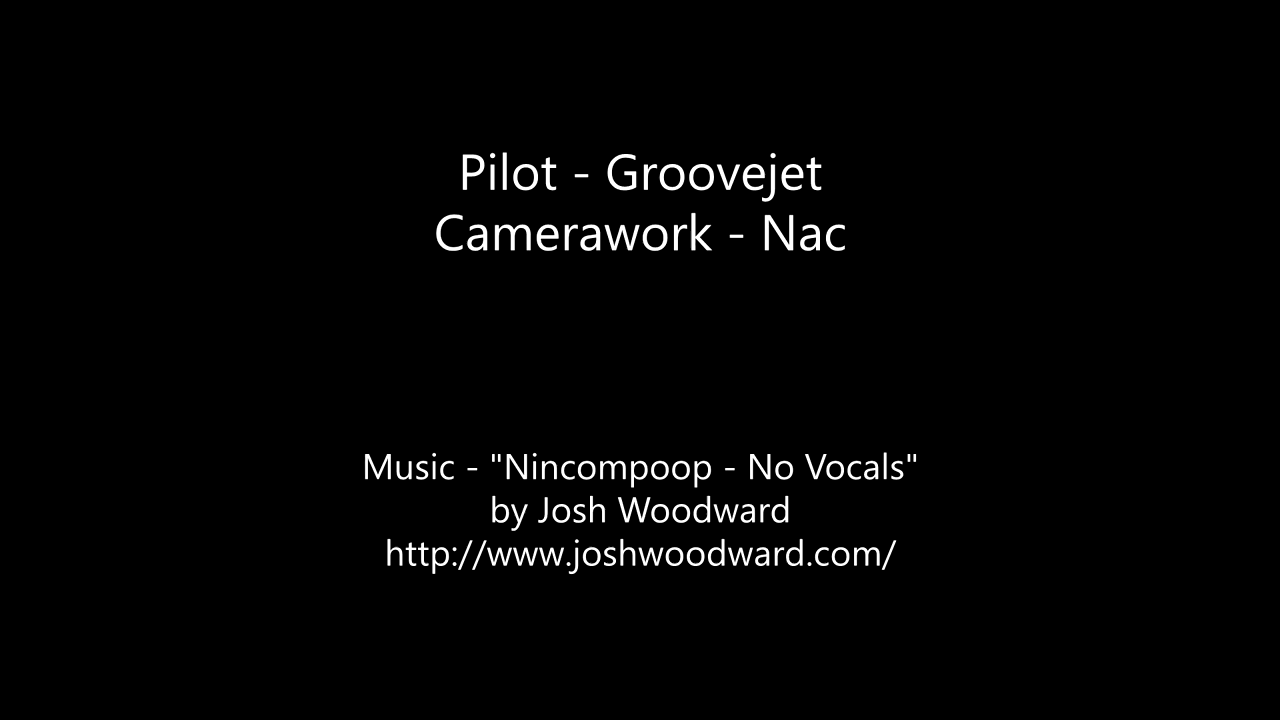 Pilot - Groovejet
Camerawork - Nac
Music - "Nincompoop - No Vocals"
by Josh Woodward
http://www.joshwoodward.com/